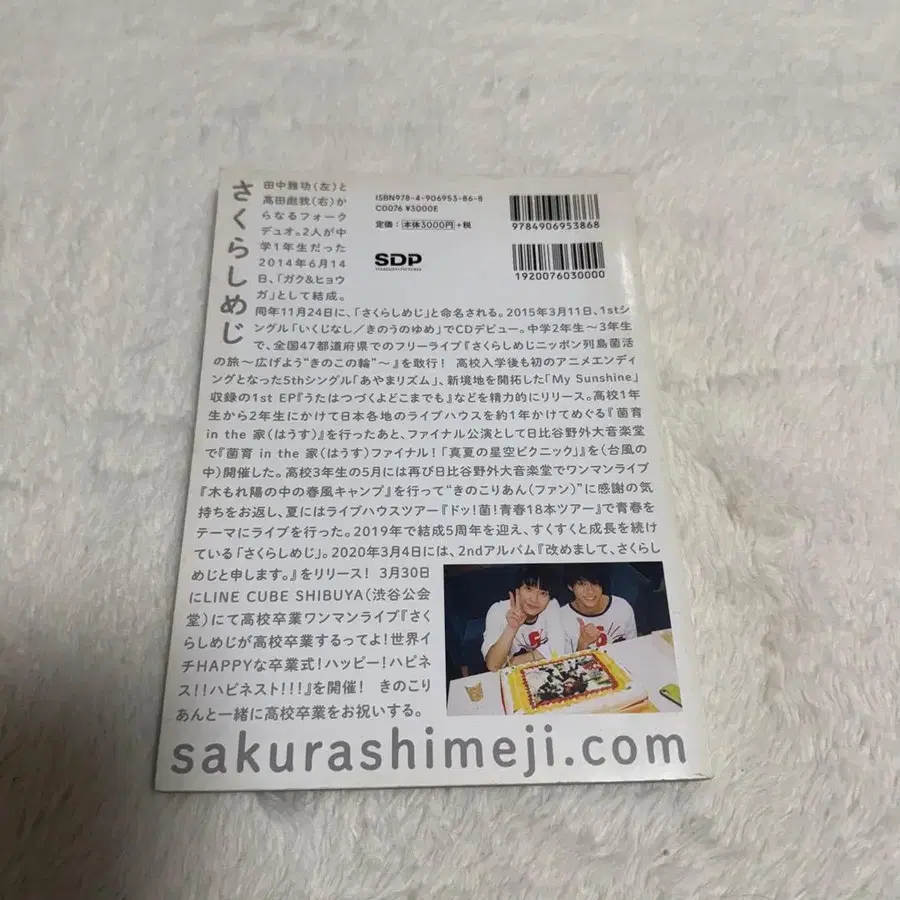 さくらしめじ
田中雅功(左)と
髙田彪我(右)か
らなるフォーク
デュオ。2人が中
学1年生だった
2014年6月14
日、「ガク&ヒョウ
ガ」として結成。
同年11月24日に、「さくらしめじ」と命名される。2015年3月11日、1stシ
ングル「いくじなし／きのうのゆめ」でCDデビュー。中学2年生〜3年生
で、全国47都道府県でのフリーライブ『さくらしめじニッポン列島菌活
の旅〜広げよう“きのこの輪”〜』を敢行! 高校入学後も初のアニメエンディ
ングとなった5thシングル「あやまリズム」、新境地を開拓した「My Sunshine」
収録の1st EP『うたはつづくよどこまでも』などを精力的にリリース。高校1年
生から2年生にかけて日本各地のライブハウスを約1年かけてめぐる『菌育
in the 家(はうす)』を行ったあと、ファイナル公演として日比谷野外大音楽堂
で『菌育 in the 家(はうす)ファイナル!「真夏の星空ピクニック」』を(台風の
中)開催した。高校3年生の5月には再び日比谷野外大音楽堂でワンマンライブ
『木もれ陽の中の春風キャンプ』を行って“きのこりあん(ファン)”に感謝の気
持ちをお返し、夏にはライブハウスツアー『ドッ!菌!青春18本ツアー』で青春を
テーマにライブを行った。2019年で結成5周年を迎え、すくすくと成長を続け
ている「さくらしめじ」。2020年3月4日には、2ndアルバム『改めまして、さくらし
めじと申します。』をリリース! 3月30日
にLINE CUBE SHIBUYA(渋谷公会
堂)にて高校卒業ワンマンライブ『さく
らしめじが高校卒業するってよ!世界イ
チHAPPYな卒業式!ハッピー!ハピネ
ス!!ハピネスト!!!』を開催! きのこり
あんと一緒に高校卒業をお祝いする。
ISBN978-4-906953-86-8
C0076 ¥3000E
定価:本体3000円+税
SDP
STARDUST PICTURES
9784906953868
1920076030000
sakurashimeji.com